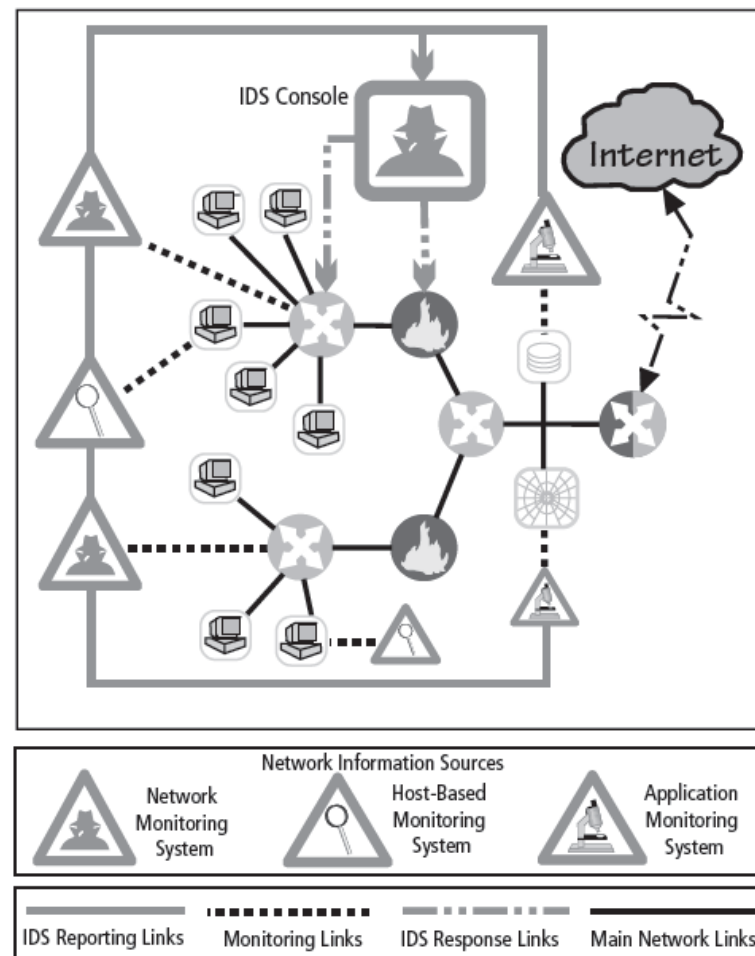 IDS Console
Internet
Network Information Sources
Network
Monitoring
System
Host-Based
Monitoring
System
Application
Monitoring
System
IDS Reporting Links
Monitoring Links
IDS Response Links
Main Network Links